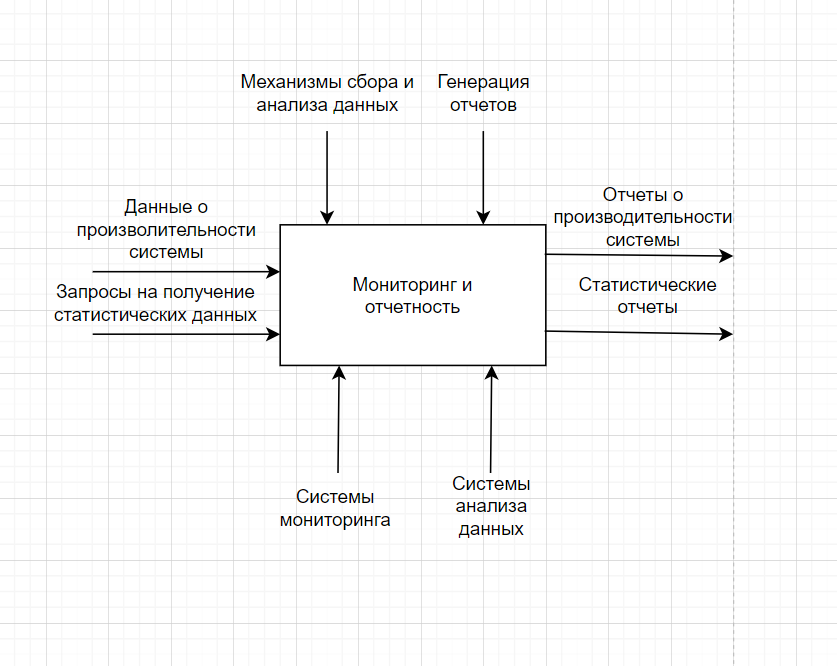 Механизмы сбора и
анализа данных
Генерация
отчетов
Данные о
произволительности
системы
Запросы на получение
статистических данных
Мониторинг и
отчетность
Отчеты о
производительности
системы
Статистические
отчеты
Системы
мониторинга
Системы
анализа
данных